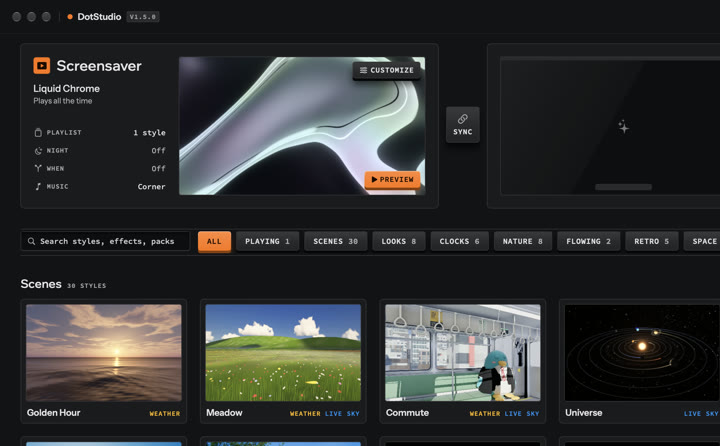 DotStudio V1.5.0
Screensaver
CUSTOMIZE
Liquid Chrome
Plays all the time
PLAYLIST 1 style
NIGHT Off
WHEN Off
MUSIC Corner
PREVIEW
SYNC
Search styles, effects, packs
ALL
PLAYING 1
SCENES 30
LOOKS 8
CLOCKS 6
NATURE 8
FLOWING 2
RETRO 5
SPACE
Scenes 30 STYLES
Golden Hour WEATHER
Meadow WEATHER LIVE SKY
Commute WEATHER LIVE SKY
Universe LIVE SKY